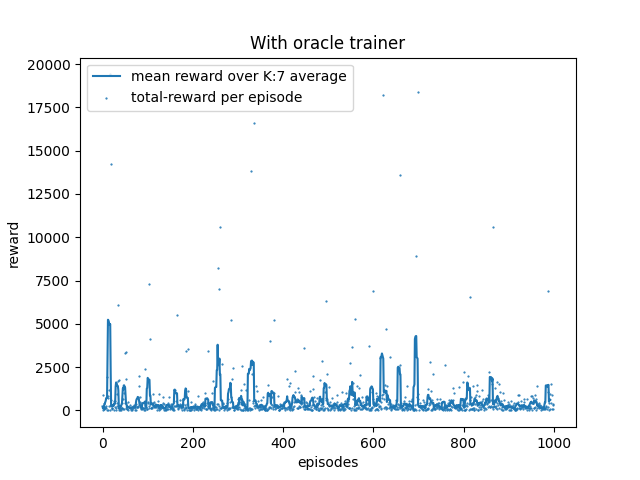 With oracle trainer
mean reward over K:7 average
total-reward per episode
20000
17500
15000
12500
10000
7500
5000
2500
0
reward
0 200 400 600 800 1000
episodes